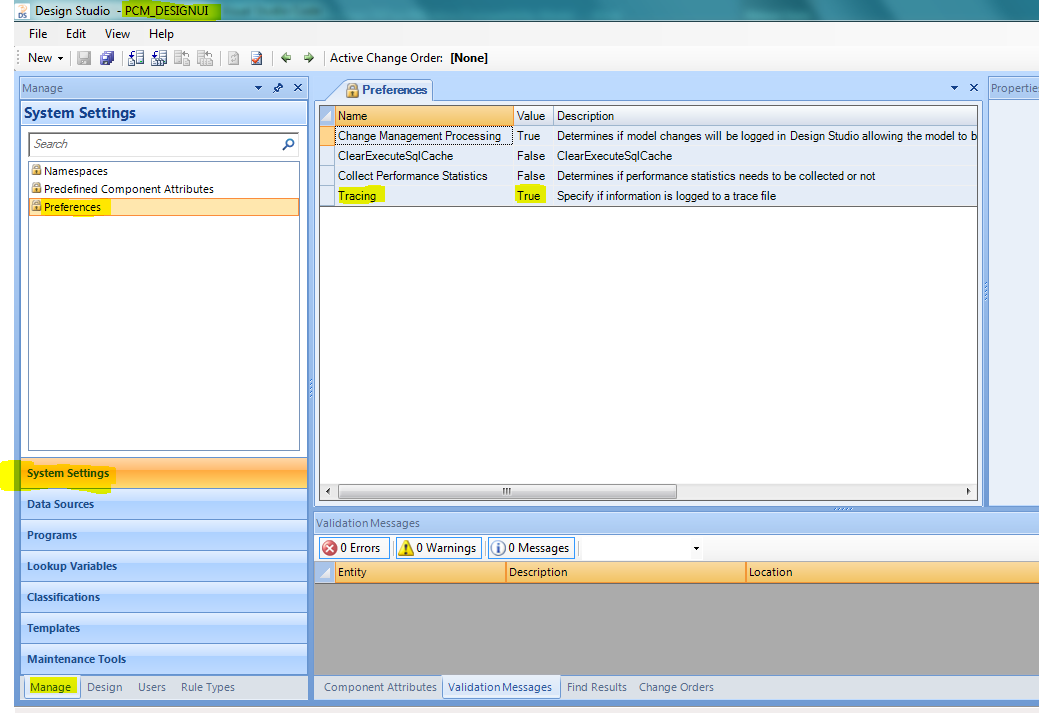 DS Design Studio - PCM_DESIGNUI
File Edit View Help
New Active Change Order: [None]
Manage
System Settings
Search
Namespaces
Predefined Component Attributes
Preferences
System Settings
Data Sources
Programs
Lookup Variables
Classifications
Templates
Maintenance Tools
Manage Design Users Rule Types
Preferences
Name Value Description
Change Management Processing True Determines if model changes will be logged in Design Studio allowing the model to b
ClearExecuteSqlCache False ClearExecuteSqlCache
Collect Performance Statistics False Determines if performance statistics needs to be collected or not
Tracing True Specify if information is logged to a trace file
Propertie
Validation Messages
0 Errors 0 Warnings 0 Messages
Entity Description Location
Component Attributes Validation Messages Find Results Change Orders